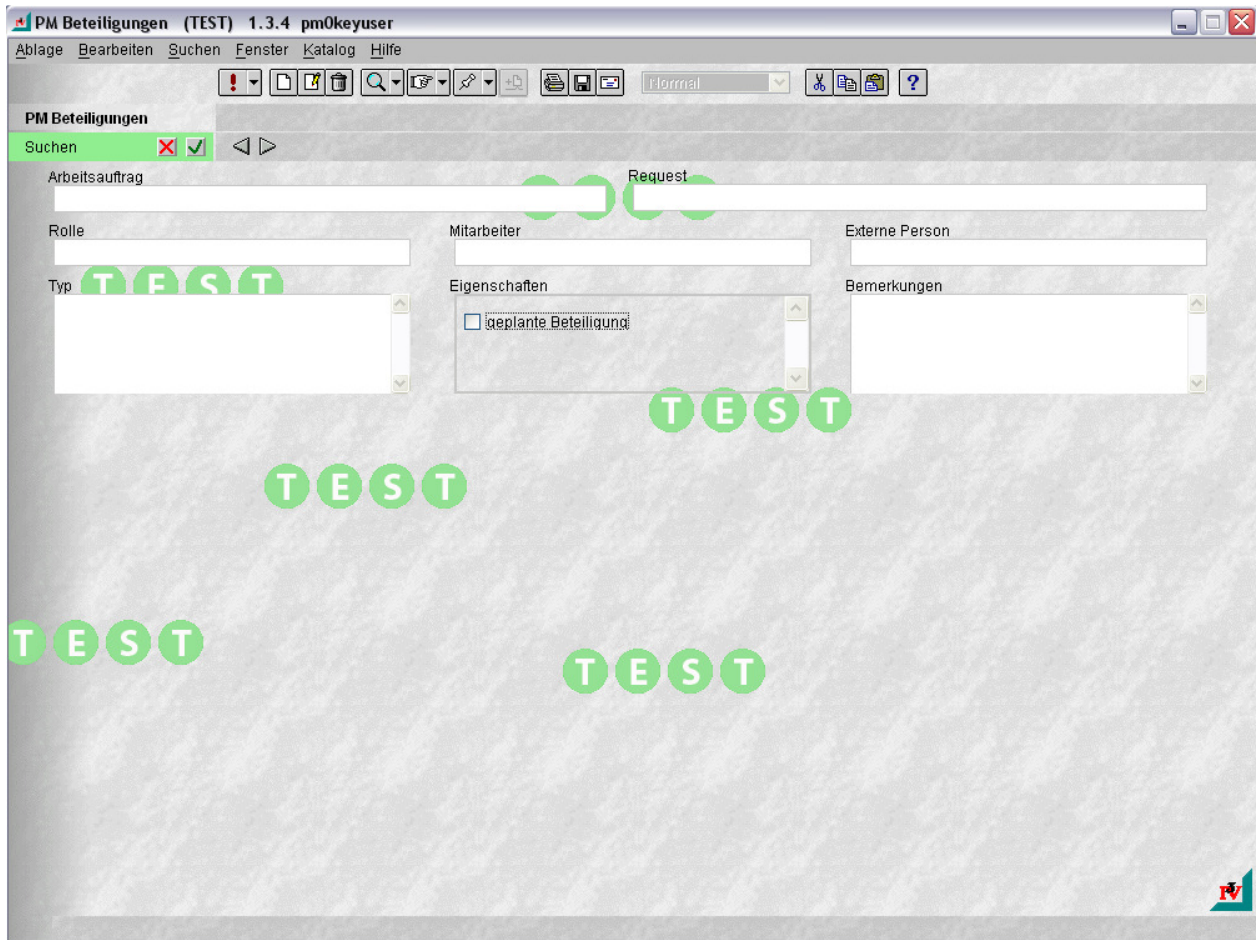 PM Beteiligungen (TEST) 1.3.4 pm0keyuser
Ablage Bearbeiten Suchen Fenster Katalog Hilfe
Normal
PM Beteiligungen
Suchen
Arbeitsauftrag Request
Rolle Mitarbeiter Externe Person
Typ Eigenschaften Bemerkungen
TEST
geplante Beteiligung
TEST
TEST
TEST
TEST